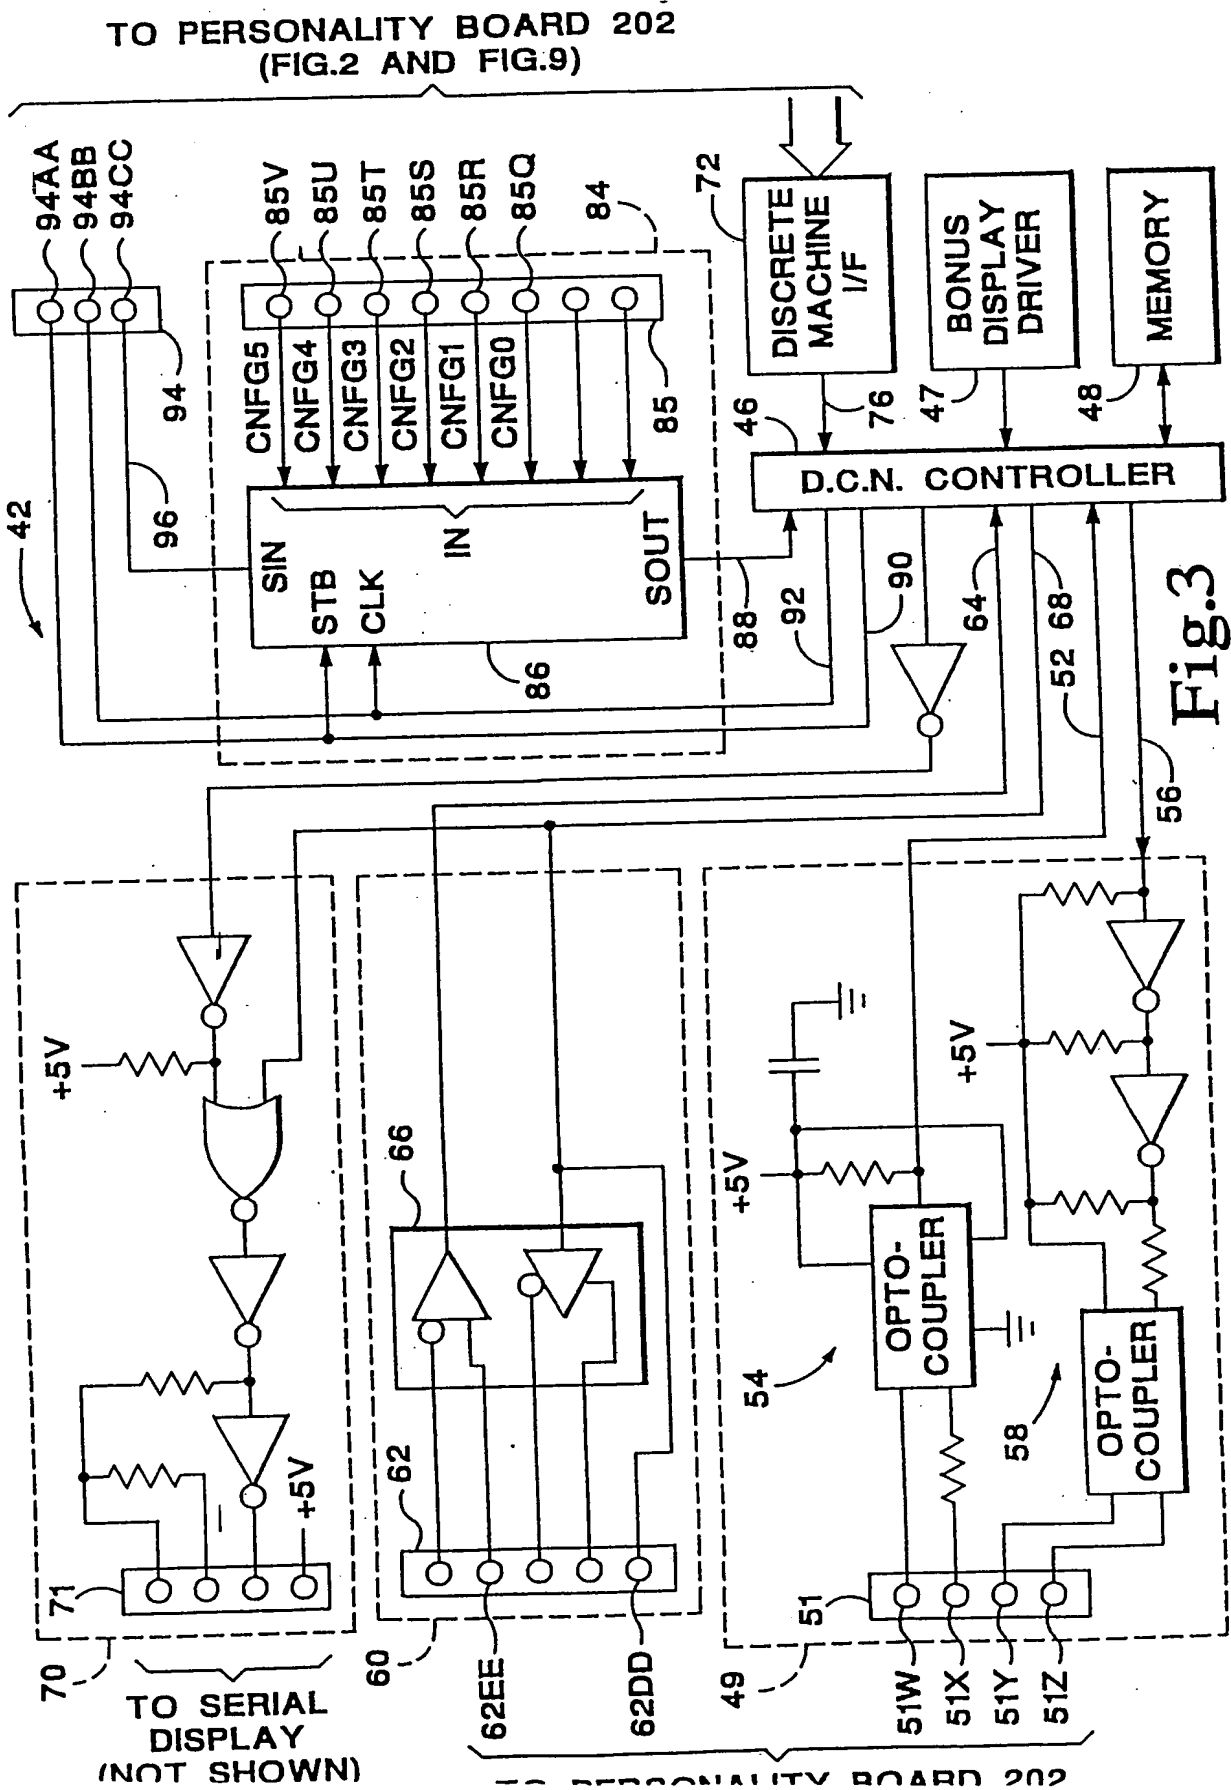 TO PERSONALITY BOARD 202
(FIG.2 AND FIG.9)
94AA
94BB
94CC
94
96
42
85V
85U
85T
85S
85R
85Q
84
85
CNFG5
CNFG4
CNFG3
CNFG2
CNFG1
CNFG0
SIN
STB
CLK
IN
SOUT
86
88
72
DISCRETE
MACHINE
I/F
76
46
BONUS
DISPLAY
DRIVER
47
MEMORY
48
D.C.N. CONTROLLER
92
90
64
68
52
56
Fig.3
+5V
+5V
71
70
TO SERIAL
DISPLAY
(NOT SHOWN)
66
62
60
62EE
62DD
+5V
OPTO-
COUPLER
54
+5V
OPTO-
COUPLER
58
51
49
51W
51X
51Y
51Z
TO PERSONALITY BOARD 202